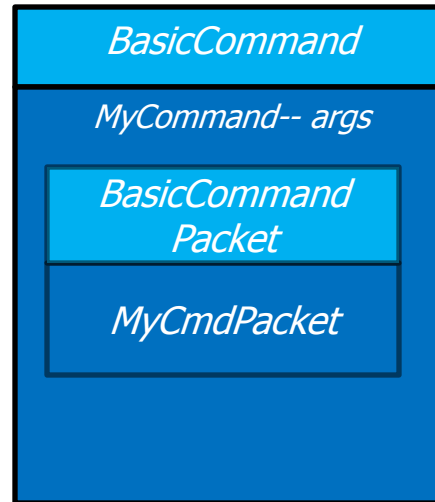 BasicCommand
MyCommand-- args
BasicCommand
Packet
MyCmdPacket